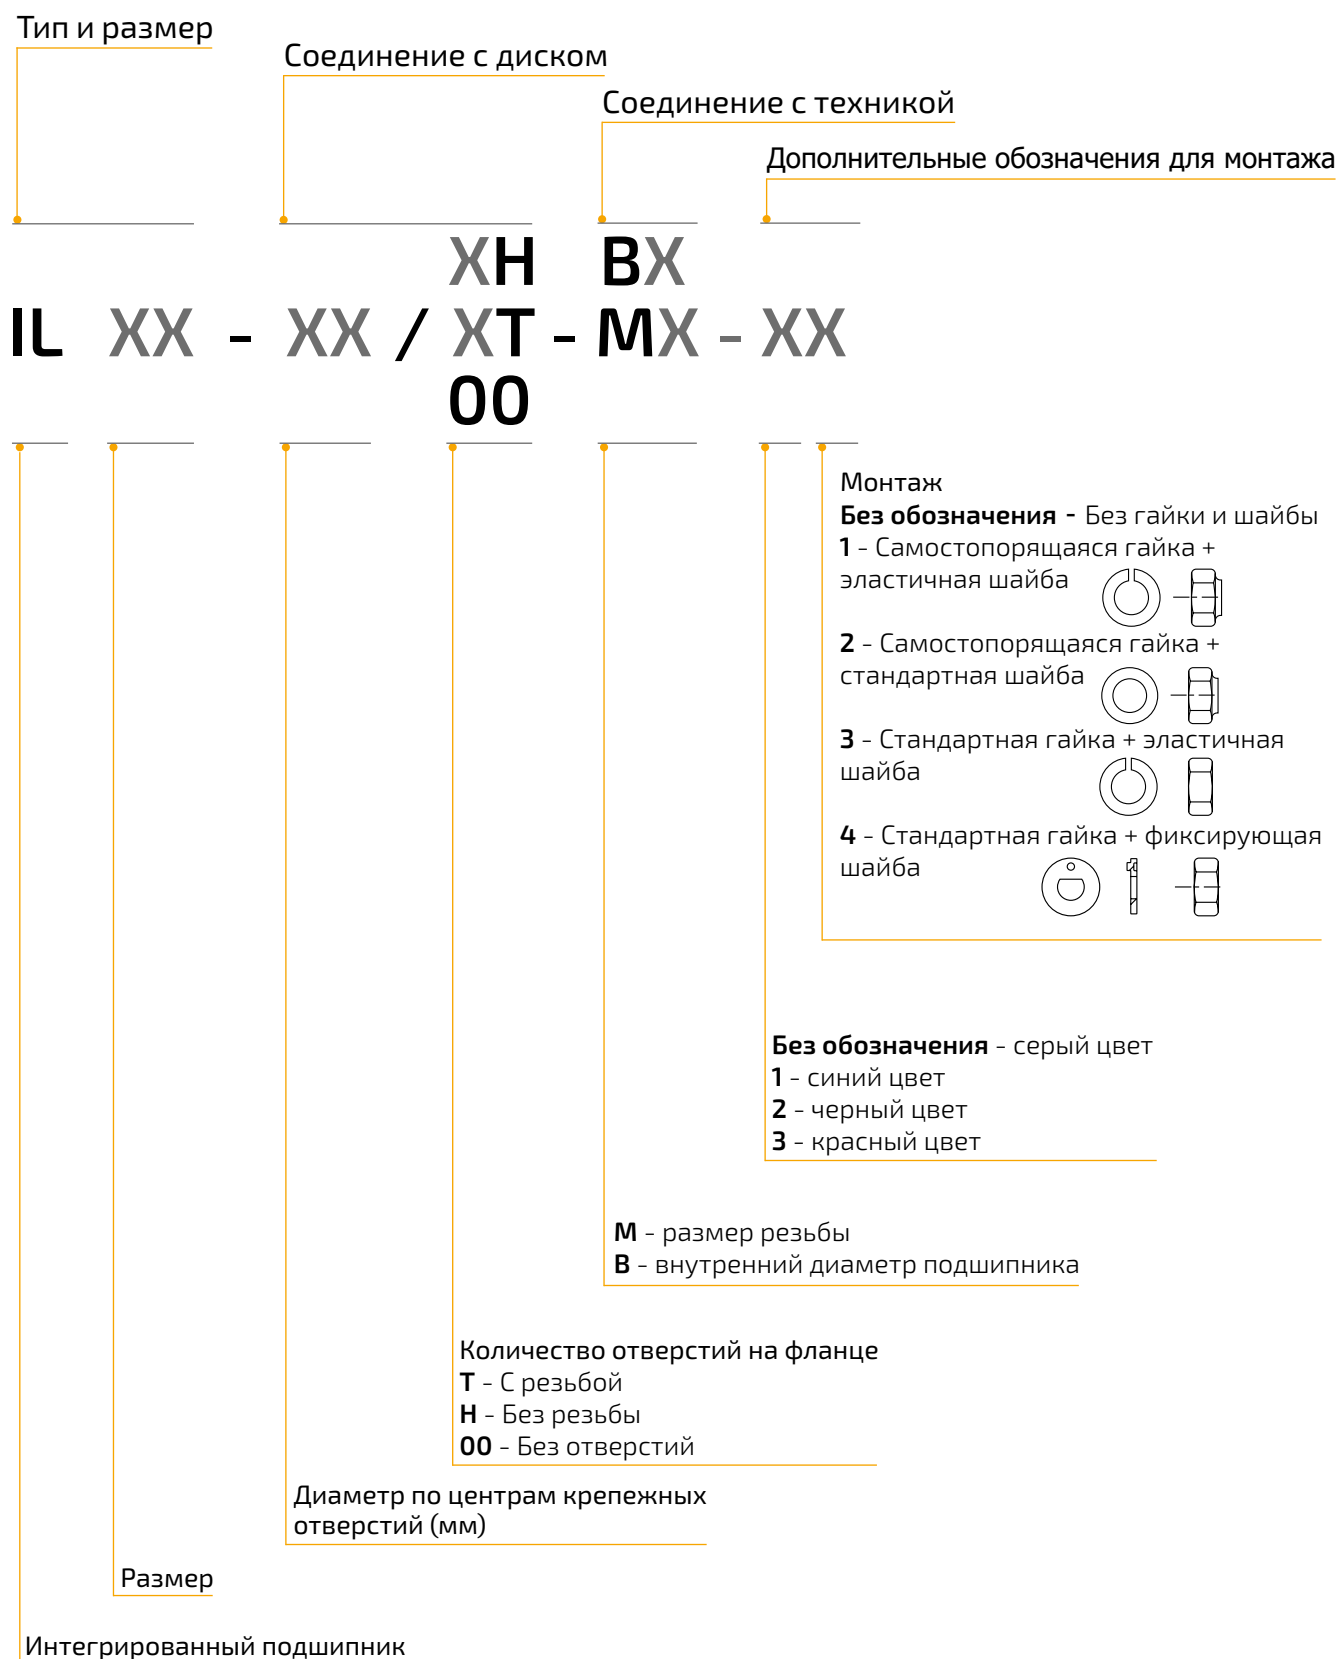 Тип и размер
Соединение с диском
Соединение с техникой
Дополнительные обозначения для монтажа
XH BX
IL XX - XX / XT - MX - XX
00
Монтаж
Без обозначения - Без гайки и шайбы
1 - Самостопорящаяся гайка +
эластичная шайба
2 - Самостопорящаяся гайка +
стандартная шайба
3 - Стандартная гайка + эластичная
шайба
4 - Стандартная гайка + фиксирующая
шайба
Без обозначения - серый цвет
1 - синий цвет
2 - черный цвет
3 - красный цвет
M - размер резьбы
B - внутренний диаметр подшипника
Количество отверстий на фланце
T - С резьбой
H - Без резьбы
00 - Без отверстий
Диаметр по центрам крепежных
отверстий (мм)
Размер
Интегрированный подшипник